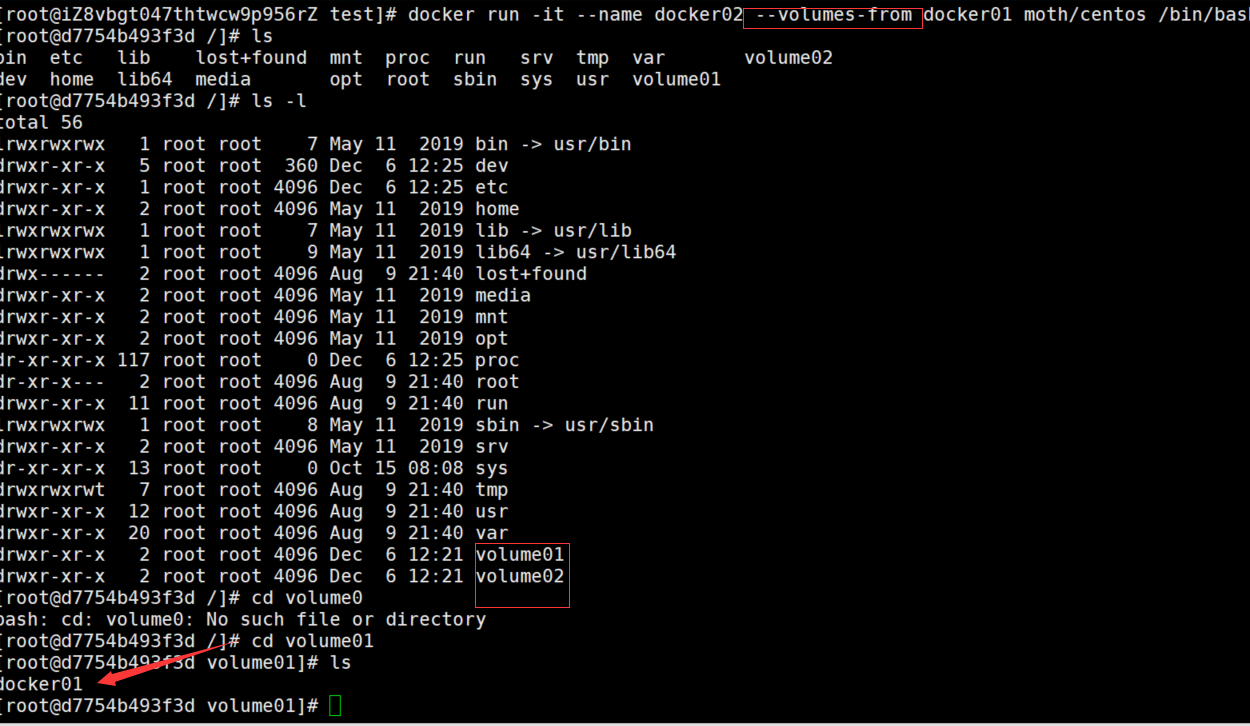 [root@iZ8vbgt047thtwcw9p956rZ test]# docker run -it --name docker02 --volumes-from docker01 moth/centos /bin/bas
[root@d7754b493f3d /]# ls
bin  etc   lib    lost+found  mnt  proc  run   srv  tmp  var       volume02
dev  home  lib64  media       opt  root  sbin  sys  usr  volume01
[root@d7754b493f3d /]# ls -l
total 56
lrwxrwxrwx   1 root root    7 May 11  2019 bin -> usr/bin
drwxr-xr-x   5 root root  360 Dec  6 12:25 dev
drwxr-xr-x   1 root root 4096 Dec  6 12:25 etc
drwxr-xr-x   2 root root 4096 May 11  2019 home
lrwxrwxrwx   1 root root    7 May 11  2019 lib -> usr/lib
lrwxrwxrwx   1 root root    9 May 11  2019 lib64 -> usr/lib64
drwx------   2 root root 4096 Aug  9 21:40 lost+found
drwxr-xr-x   2 root root 4096 May 11  2019 media
drwxr-xr-x   2 root root 4096 May 11  2019 mnt
drwxr-xr-x   2 root root 4096 May 11  2019 opt
dr-xr-xr-x 117 root root    0 Dec  6 12:25 proc
dr-xr-x---   2 root root 4096 Aug  9 21:40 root
drwxr-xr-x  11 root root 4096 Aug  9 21:40 run
lrwxrwxrwx   1 root root    8 May 11  2019 sbin -> usr/sbin
drwxr-xr-x   2 root root 4096 May 11  2019 srv
dr-xr-xr-x  13 root root    0 Oct 15 08:08 sys
drwxrwxrwt   7 root root 4096 Aug  9 21:40 tmp
drwxr-xr-x  12 root root 4096 Aug  9 21:40 usr
drwxr-xr-x  20 root root 4096 Aug  9 21:40 var
drwxr-xr-x   2 root root 4096 Dec  6 12:21 volume01
drwxr-xr-x   2 root root 4096 Dec  6 12:21 volume02
[root@d7754b493f3d /]# cd volume0
bash: cd: volume0: No such file or directory
[root@d7754b493f3d /]# cd volume01
[root@d7754b493f3d volume01]# ls
docker01
[root@d7754b493f3d volume01]#